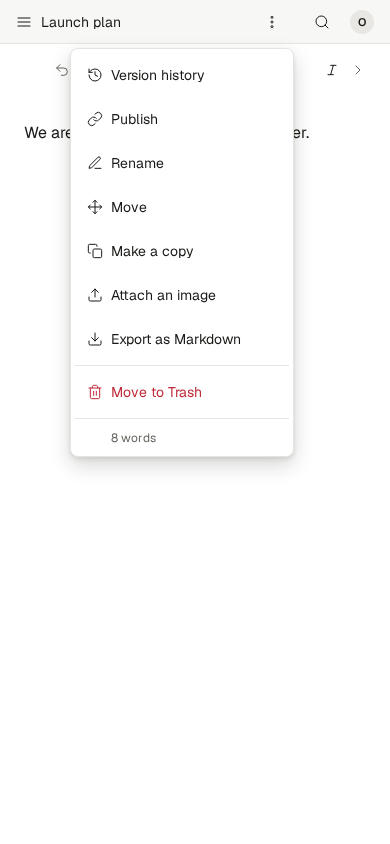 Launch plan
O
Version history
Publish
We are
er.
Rename
Move
Make a copy
Attach an image
Export as Markdown
Move to Trash
8 words